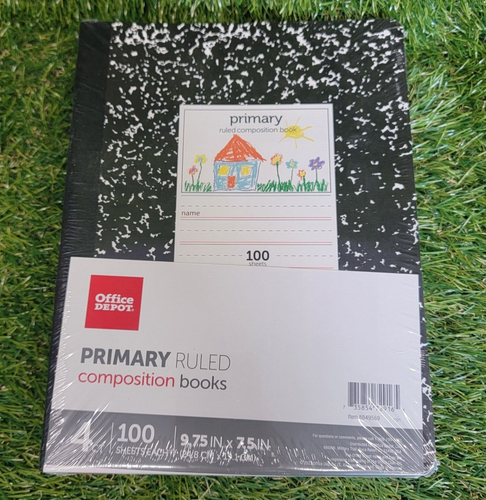 primary
ruled composition book
name
100
sheets
Office
DEPOT
PRIMARY RULED
composition books
4 100 9.75 IN x 7.5 IN
SHEETS EACH